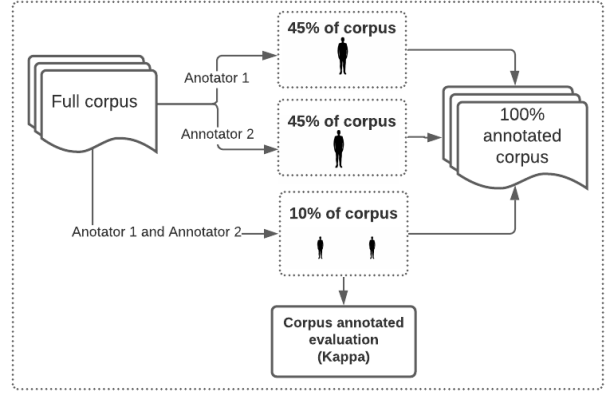 Full corpus
Anotator 1
45% of corpus
Annotator 2
45% of corpus
Anotator 1 and Annotator 2
10% of corpus
100%
annotated
corpus
Corpus annotated
evaluation
(Kappa)